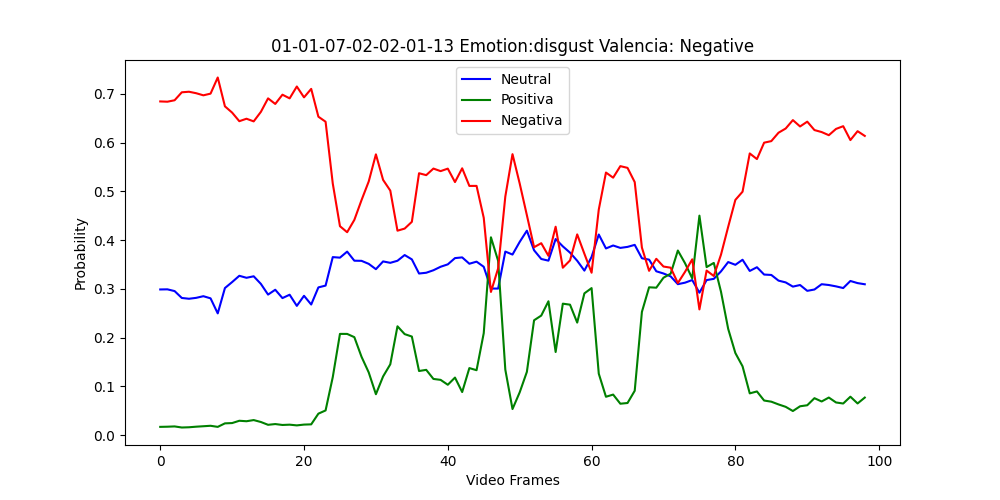 01-01-07-02-02-01-13 Emotion:disgust Valencia: Negative
Neutral
Positiva
Negativa
Probability
0.7
0.6
0.5
0.4
0.3
0.2
0.1
0.0
0 20 40 60 80 100
Video Frames